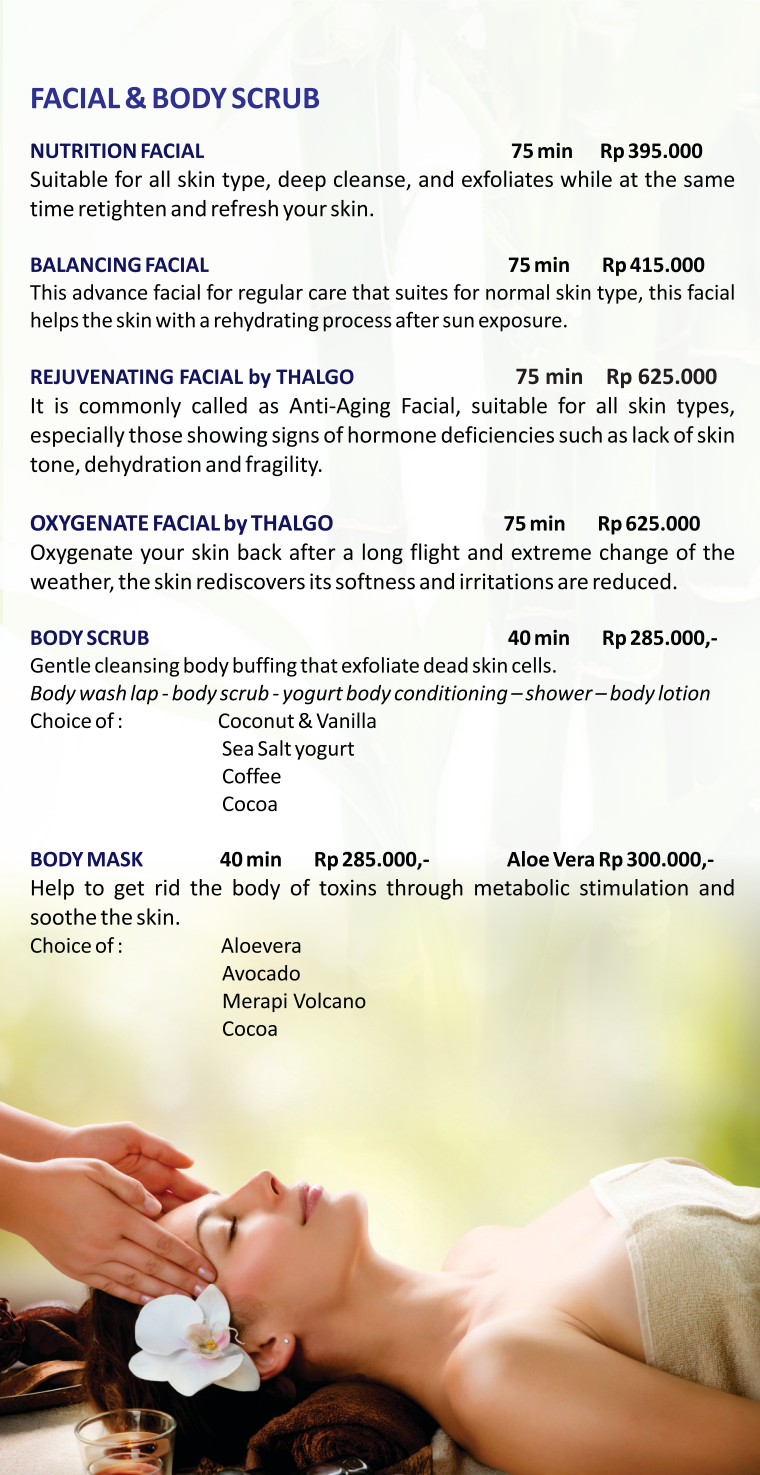 FACIAL & BODY SCRUB
NUTRITION FACIAL 75 min Rp 395.000
Suitable for all skin type, deep cleanse, and exfoliates while at the same
time retighten and refresh your skin.
BALANCING FACIAL 75 min Rp 415.000
This advance facial for regular care that suites for normal skin type, this facial
helps the skin with a rehydrating process after sun exposure.
REJUVENATING FACIAL by THALGO 75 min Rp 625.000
It is commonly called as Anti-Aging Facial, suitable for all skin types,
especially those showing signs of hormone deficiencies such as lack of skin
tone, dehydration and fragility.
OXYGENATE FACIAL by THALGO 75 min Rp 625.000
Oxygenate your skin back after a long flight and extreme change of the
weather, the skin rediscovers its softness and irritations are reduced.
BODY SCRUB 40 min Rp 285.000,-
Gentle cleansing body buffing that exfoliate dead skin cells.
Body wash lap - body scrub - yogurt body conditioning – shower – body lotion
Choice of : Coconut & Vanilla
Sea Salt yogurt
Coffee
Cocoa
BODY MASK 40 min Rp 285.000,- Aloe Vera Rp 300.000,-
Help to get rid the body of toxins through metabolic stimulation and
soothe the skin.
Choice of : Aloevera
Avocado
Merapi Volcano
Cocoa